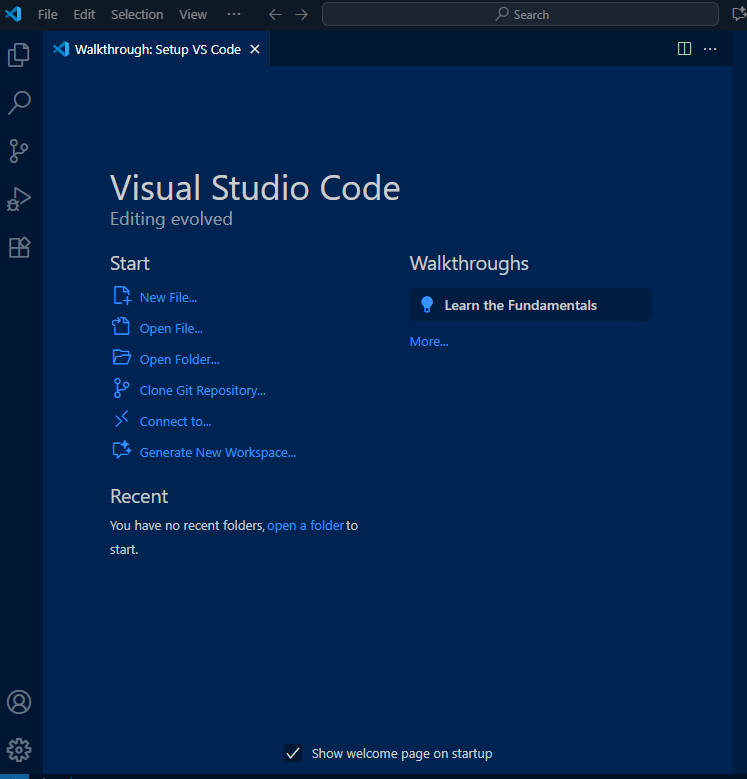 File Edit Selection View ··· Search
Walkthrough: Setup VS Code
Visual Studio Code
Editing evolved
Start
New File...
Open File...
Open Folder...
Clone Git Repository...
Connect to...
Generate New Workspace...
Recent
You have no recent folders, open a folder to
start.
Walkthroughs
Learn the Fundamentals
More...
Show welcome page on startup